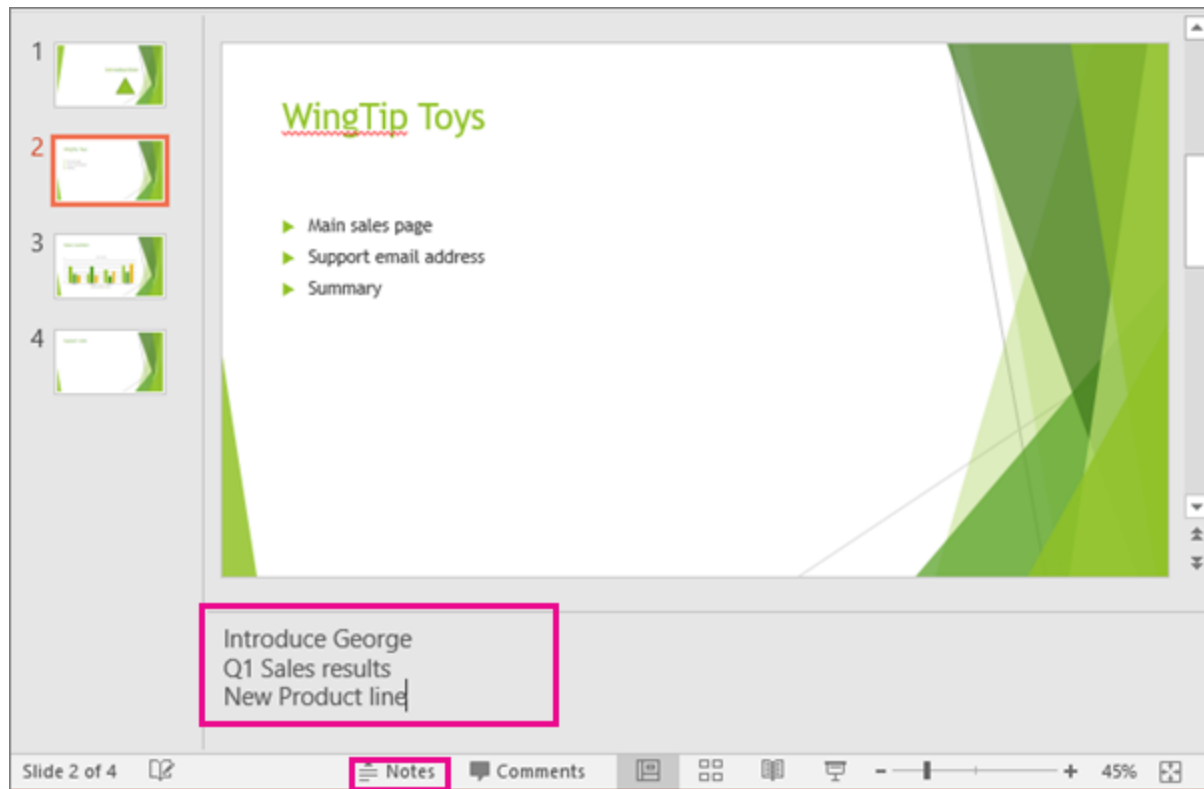 1
2
3
4
WingTip Toys
Main sales page
Support email address
Summary
Introduce George
Q1 Sales results
New Product line
Slide 2 of 4 Notes Comments 45%